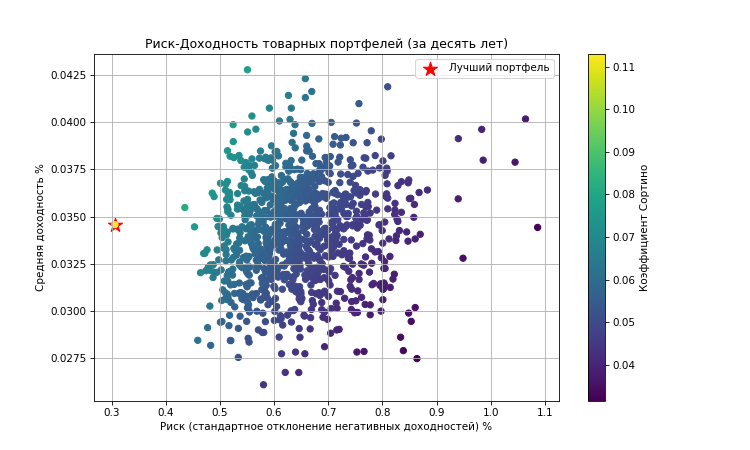 Риск-Доходность товарных портфелей (за десять лет)
Лучший портфель
Средняя доходность %
0.0425
0.0400
0.0375
0.0350
0.0325
0.0300
0.0275
0.3 0.4 0.5 0.6 0.7 0.8 0.9 1.0 1.1
Риск (стандартное отклонение негативных доходностей) %
0.11
0.10
0.09
0.08
0.07
0.06
0.05
0.04
Коэффициент Сортино